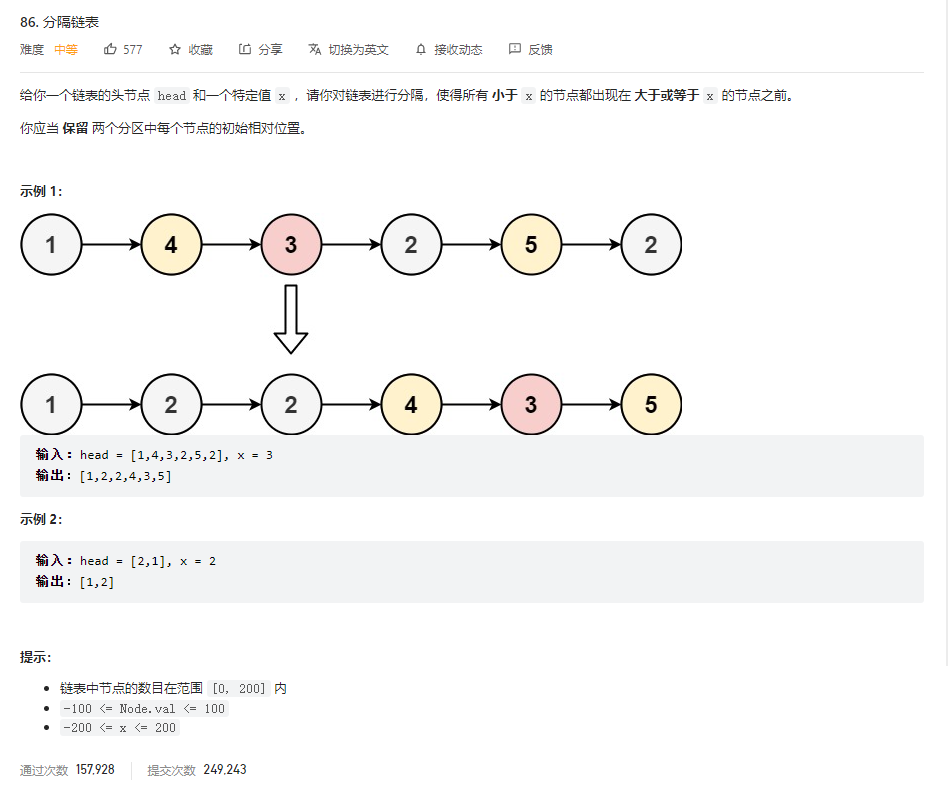 86. 分隔链表
难度 中等 577 收藏 分享 切换为英文 接收动态 反馈
给你一个链表的头节点 head 和一个特定值 x ，请你对链表进行分隔，使得所有 小于 x 的节点都出现在 大于或等于 x 的节点之前。
你应当 保留 两个分区中每个节点的初始相对位置。
示例 1：
1 4 3 2 5 2
1 2 2 4 3 5
输入：head = [1,4,3,2,5,2], x = 3
输出：[1,2,2,4,3,5]
示例 2：
输入：head = [2,1], x = 2
输出：[1,2]
提示：
链表中节点的数目在范围 [0, 200] 内
-100 <= Node.val <= 100
-200 <= x <= 200
通过次数 157,928 提交次数 249,243